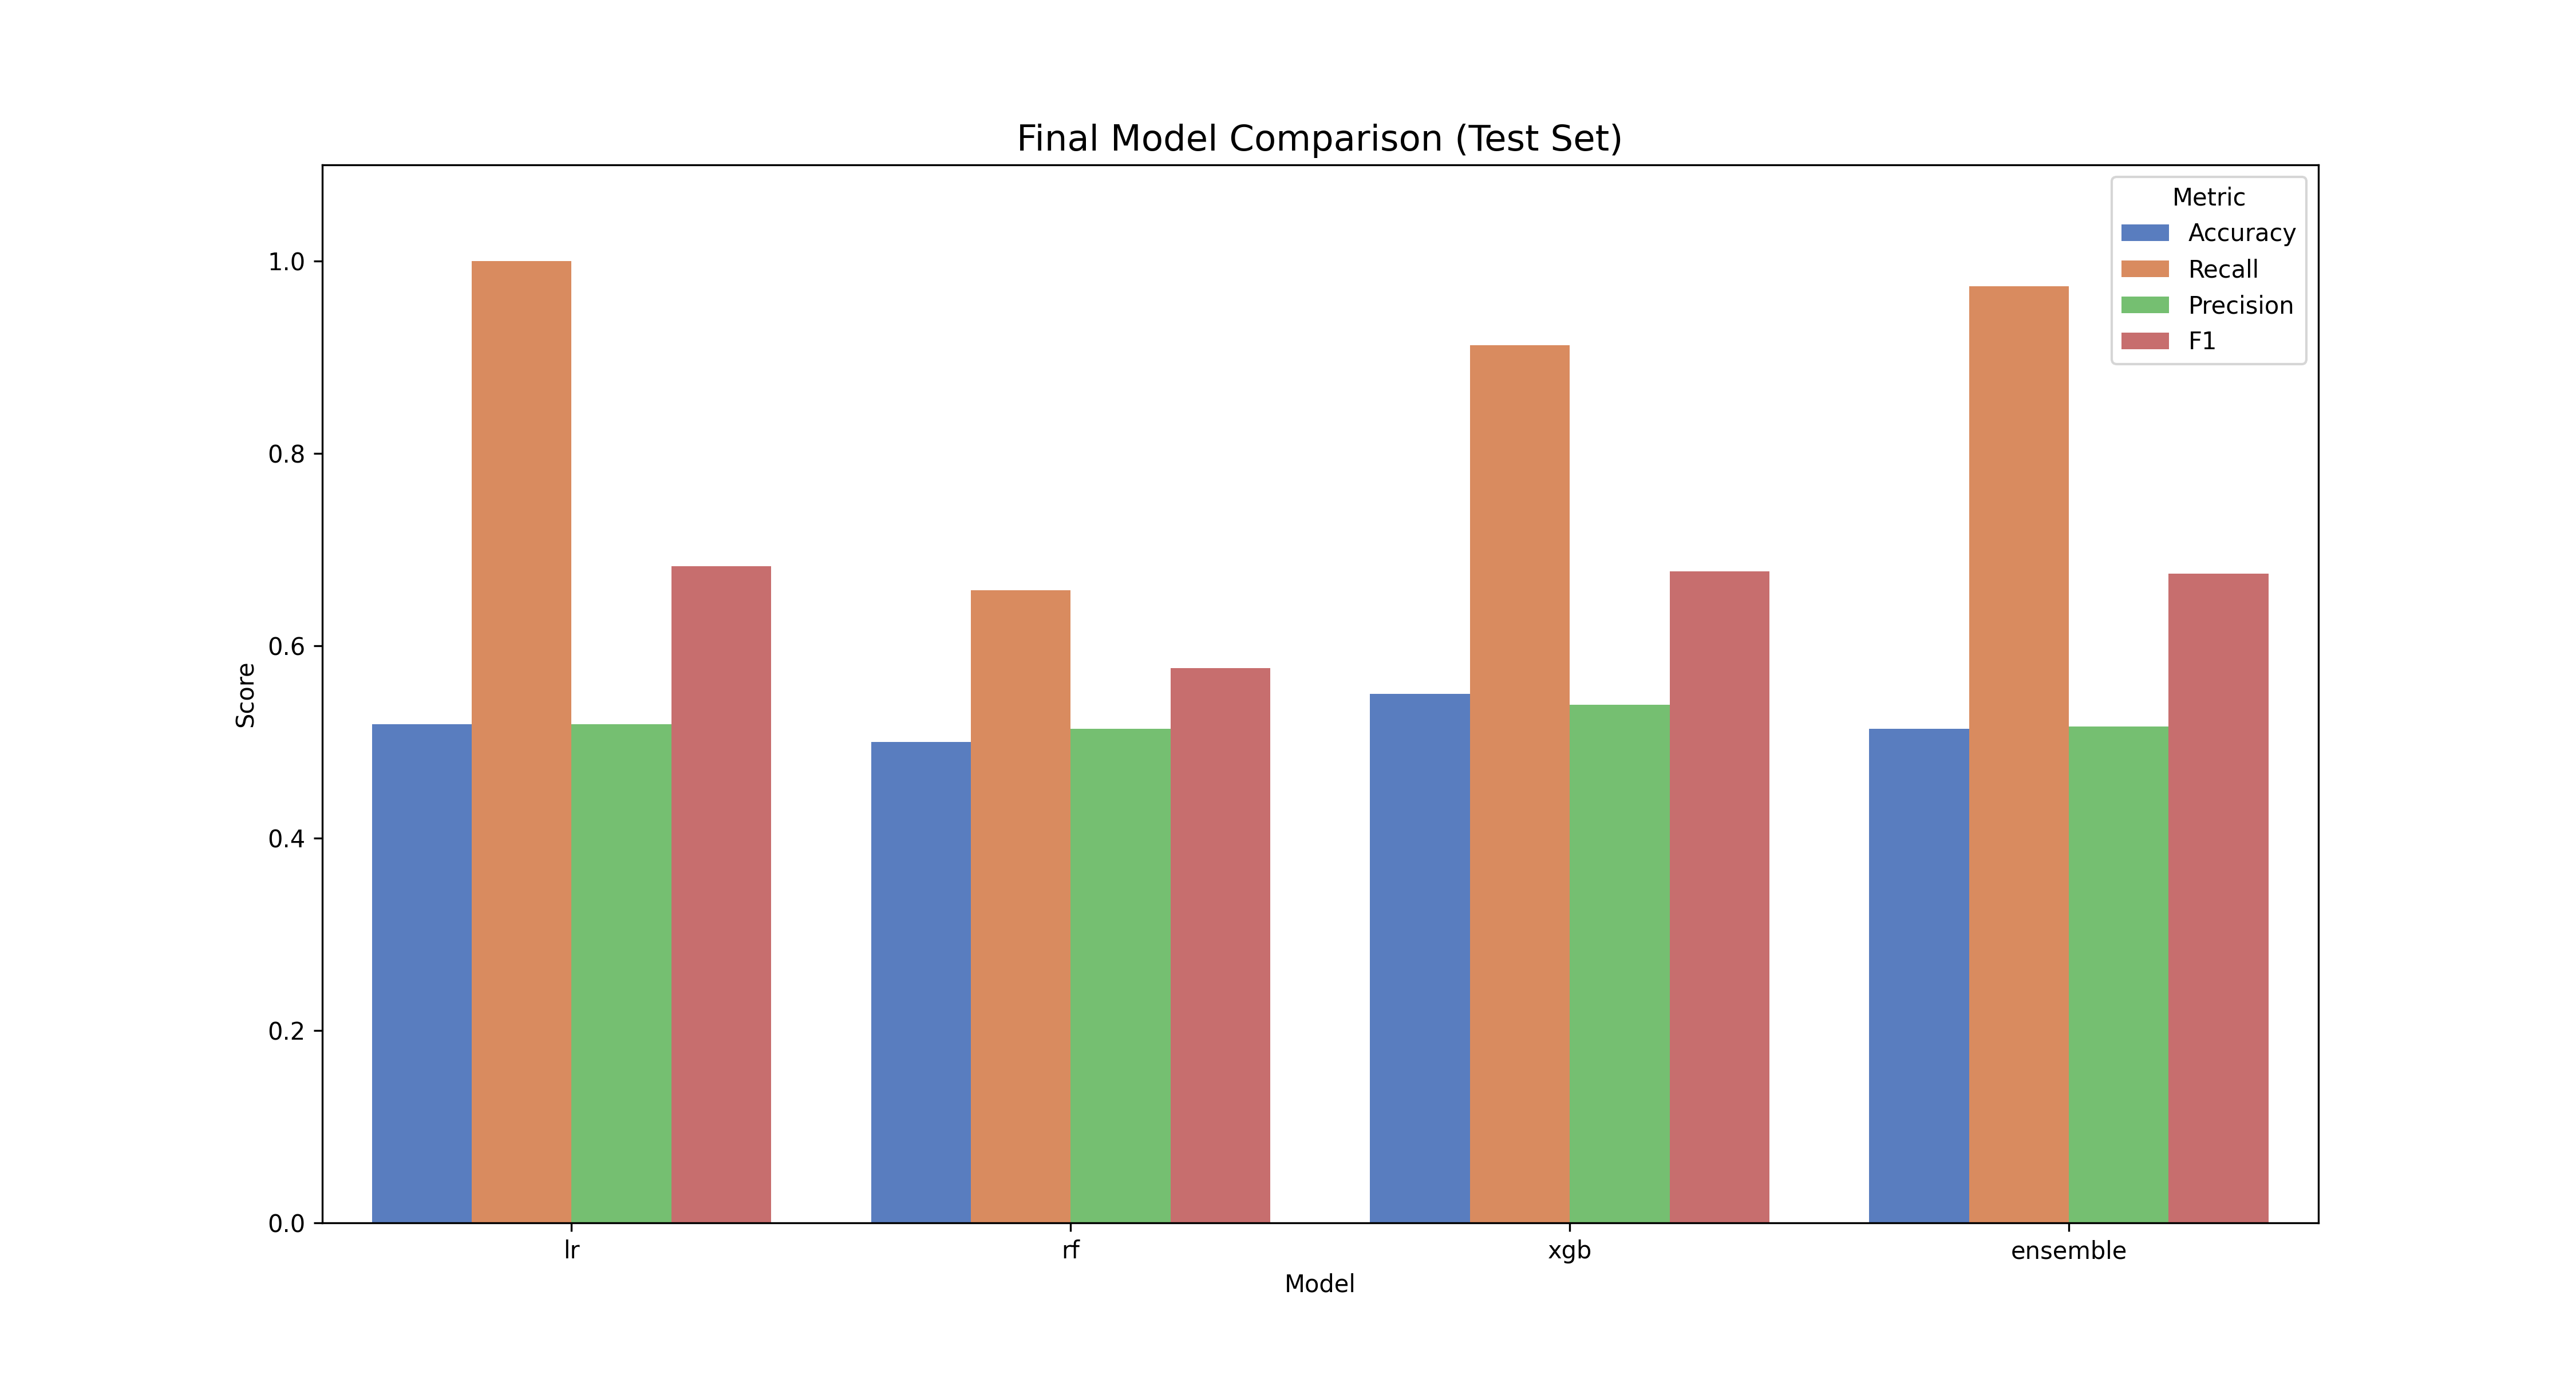 Final Model Comparison (Test Set)
Metric
Accuracy
Recall
Precision
F1
1.0
0.8
0.6
0.4
0.2
0.0
Score
lr rf xgb ensemble
Model